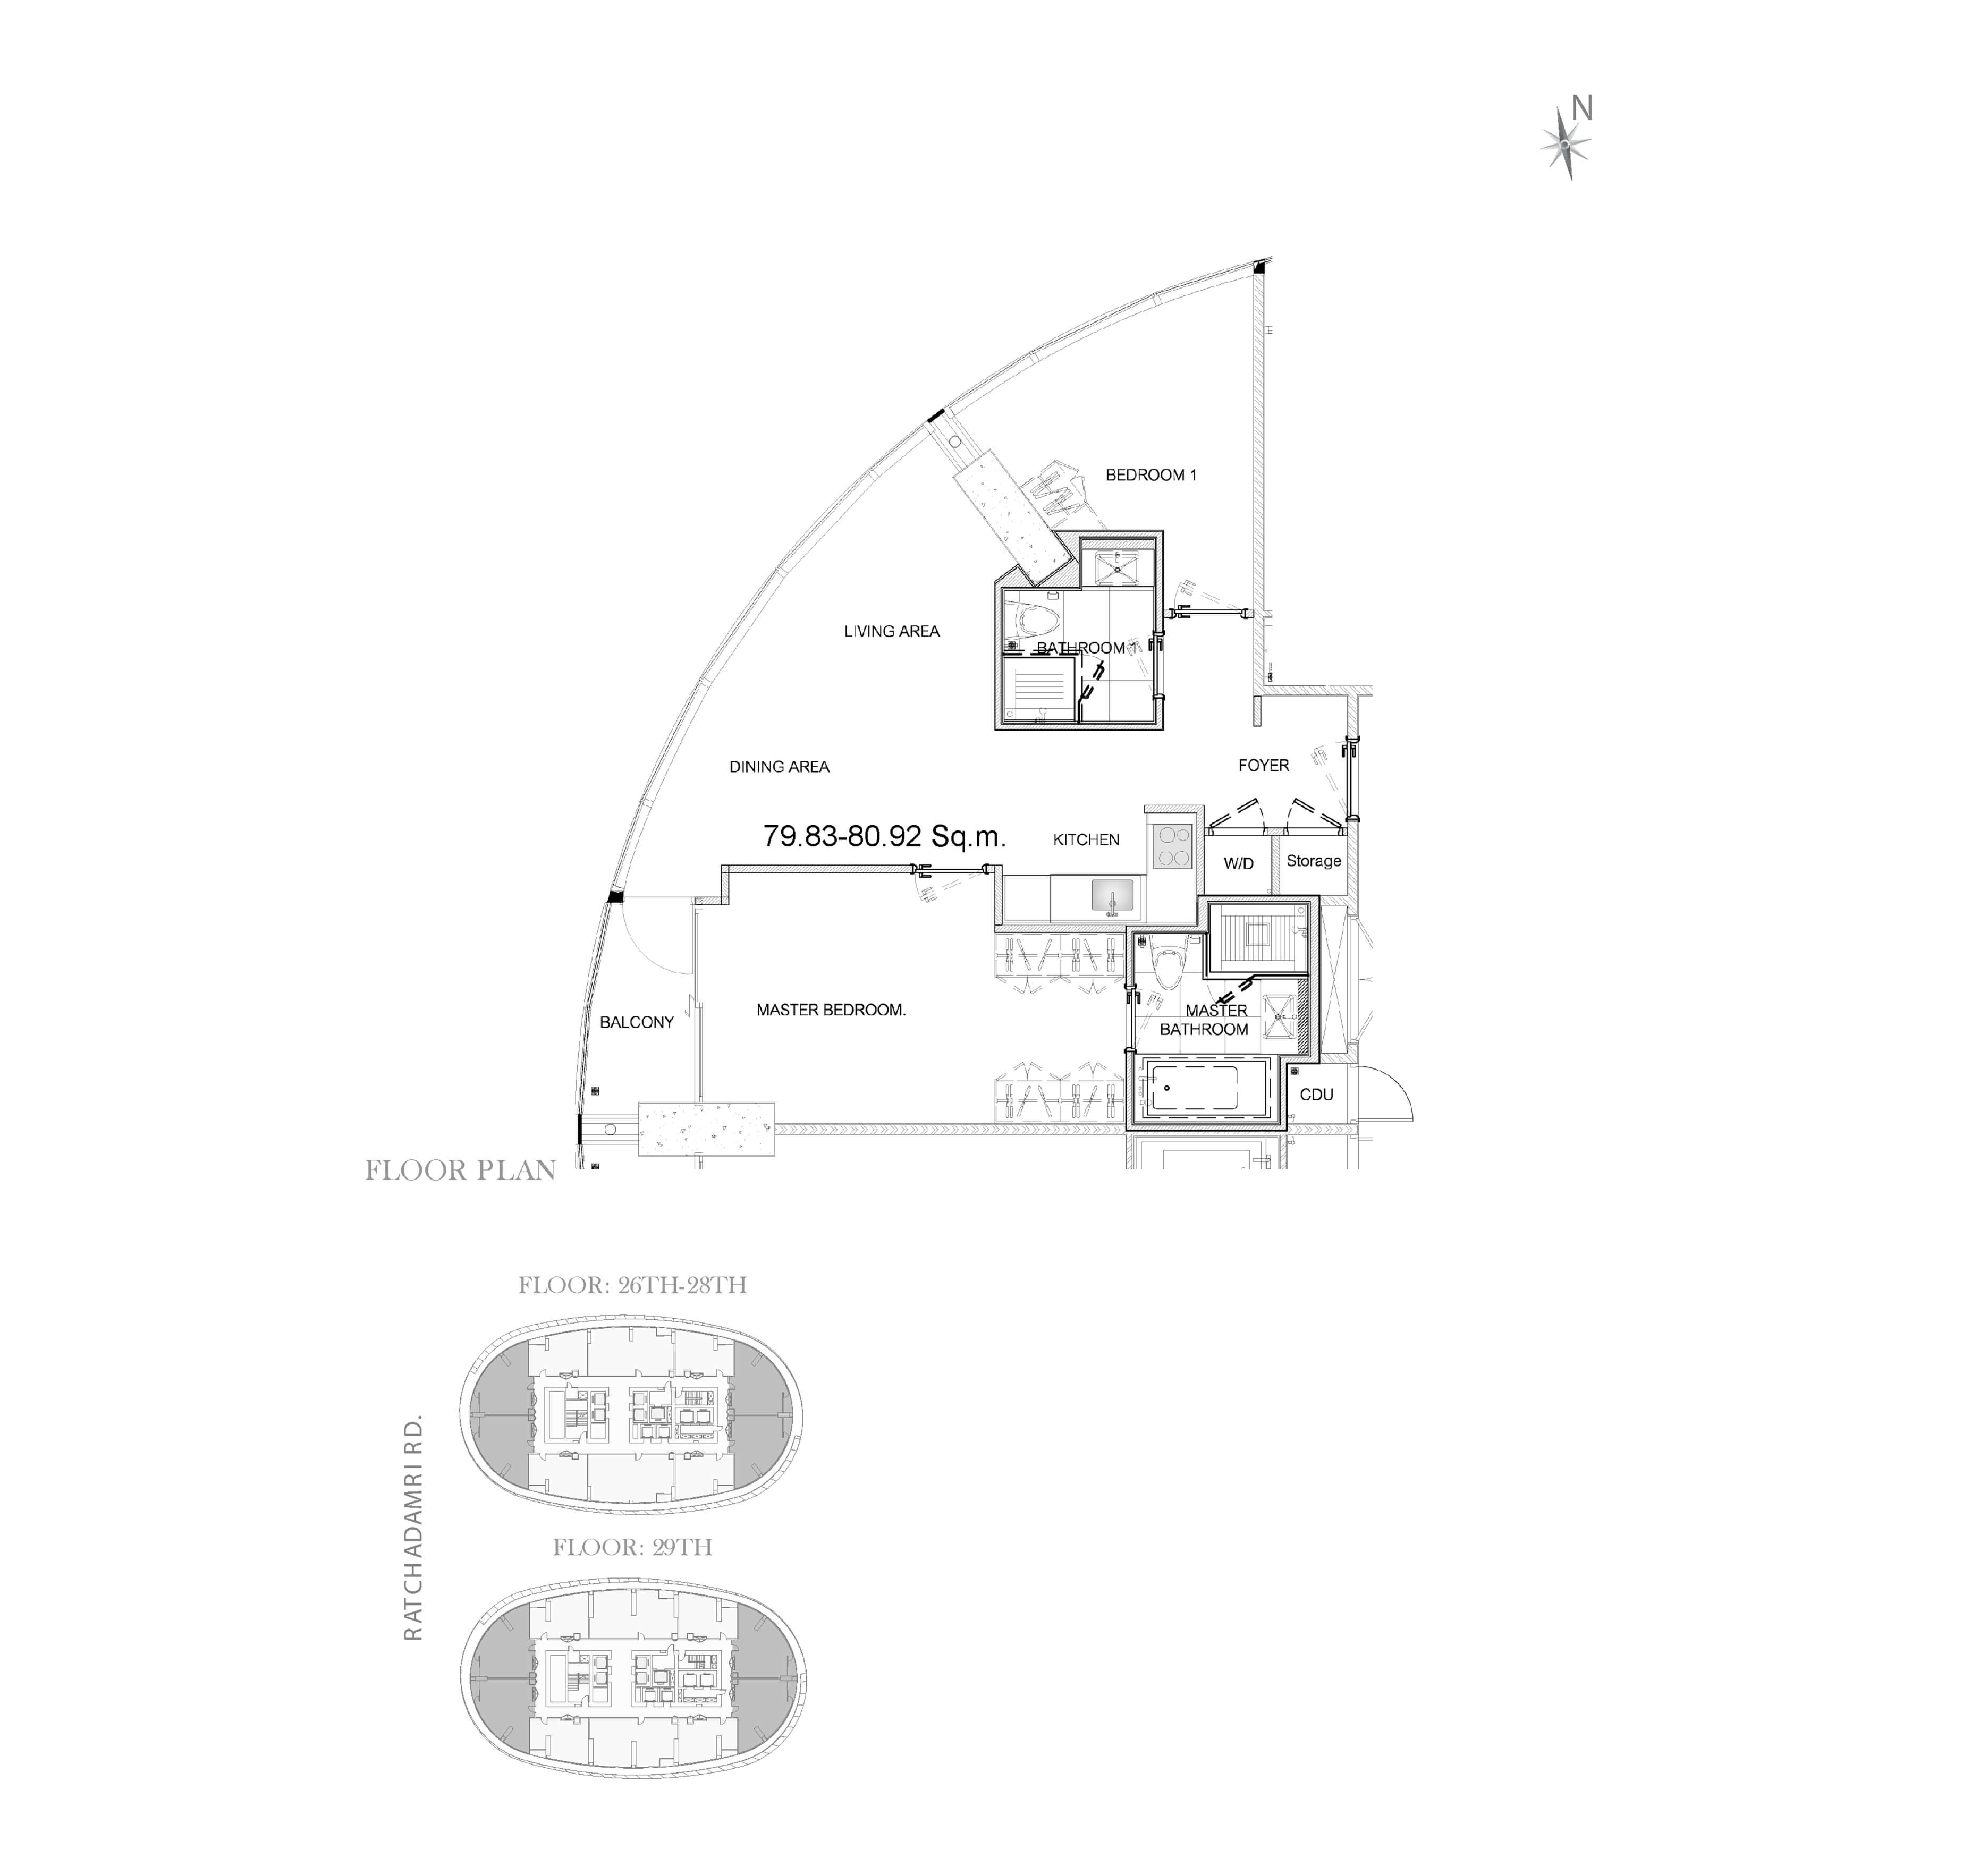 N
BEDROOM 1
LIVING AREA
BATHROOM 1
DINING AREA
FOYER
79.83-80.92 Sq.m.
KITCHEN
W/D
Storage
MASTER BEDROOM.
MASTER
BATHROOM
BALCONY
CDU
FLOOR PLAN
FLOOR: 26TH-28TH
RATCHADAMRI RD.
FLOOR: 29TH